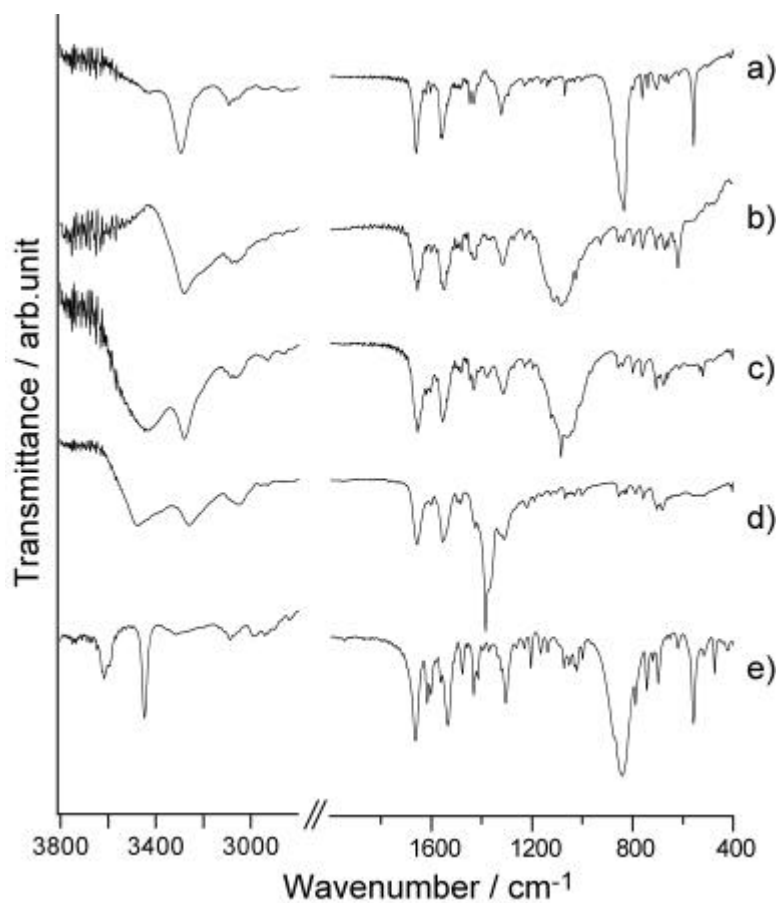 a)
b)
c)
d)
e)
Transmittance / arb.unit
3800 3400 3000 // 1600 1200 800 400
Wavenumber / cm-1